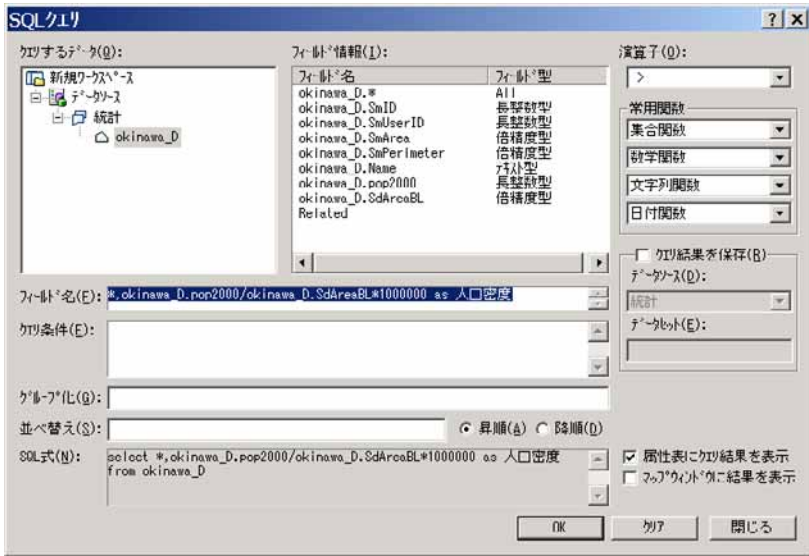 SQLｸｴﾘ
ｸｴﾘするﾃﾞｰﾀ(Q):
新規ﾜｰｸｽﾍﾟｰｽ
ﾃﾞｰﾀｿｰｽ
統計
okinawa_D
ﾌｨｰﾙﾄﾞ情報(I):
ﾌｨｰﾙﾄﾞ名 ﾌｨｰﾙﾄﾞ型
okinawa_D.* All
okinawa_D.SmID 長整数型
okinawa_D.SmUserID 長整数型
okinawa_D.SmArea 倍精度型
okinawa_D.SmPerimeter 倍精度型
okinawa_D.Name ﾃｷｽﾄ型
okinawa_D.pop2000 長整数型
okinawa_D.SdAreaBL 倍精度型
Related
演算子(O):
>
常用関数
集合関数
数学関数
文字列関数
日付関数
ｸｴﾘ結果を保存(R)
ﾃﾞｰﾀｿｰｽ(D):
統計
ﾃﾞｰﾀｾｯﾄ(E):
ﾌｨｰﾙﾄﾞ名(F): *,okinawa_D.pop2000/okinawa_D.SdAreaBL*1000000 as 人口密度
ｸｴﾘ条件(F):
ｸﾞﾙｰﾌﾟ化(G):
並べ替え(S): 昇順(A) 降順(D)
SQL式(N): select *,okinawa_D.pop2000/okinawa_D.SdAreaBL*1000000 as 人口密度
from okinawa_D
属性表にｸｴﾘ結果を表示
ﾏｯﾌﾟｳｨﾝﾄﾞｳに結果を表示
OK ｸﾘｱ 閉じる